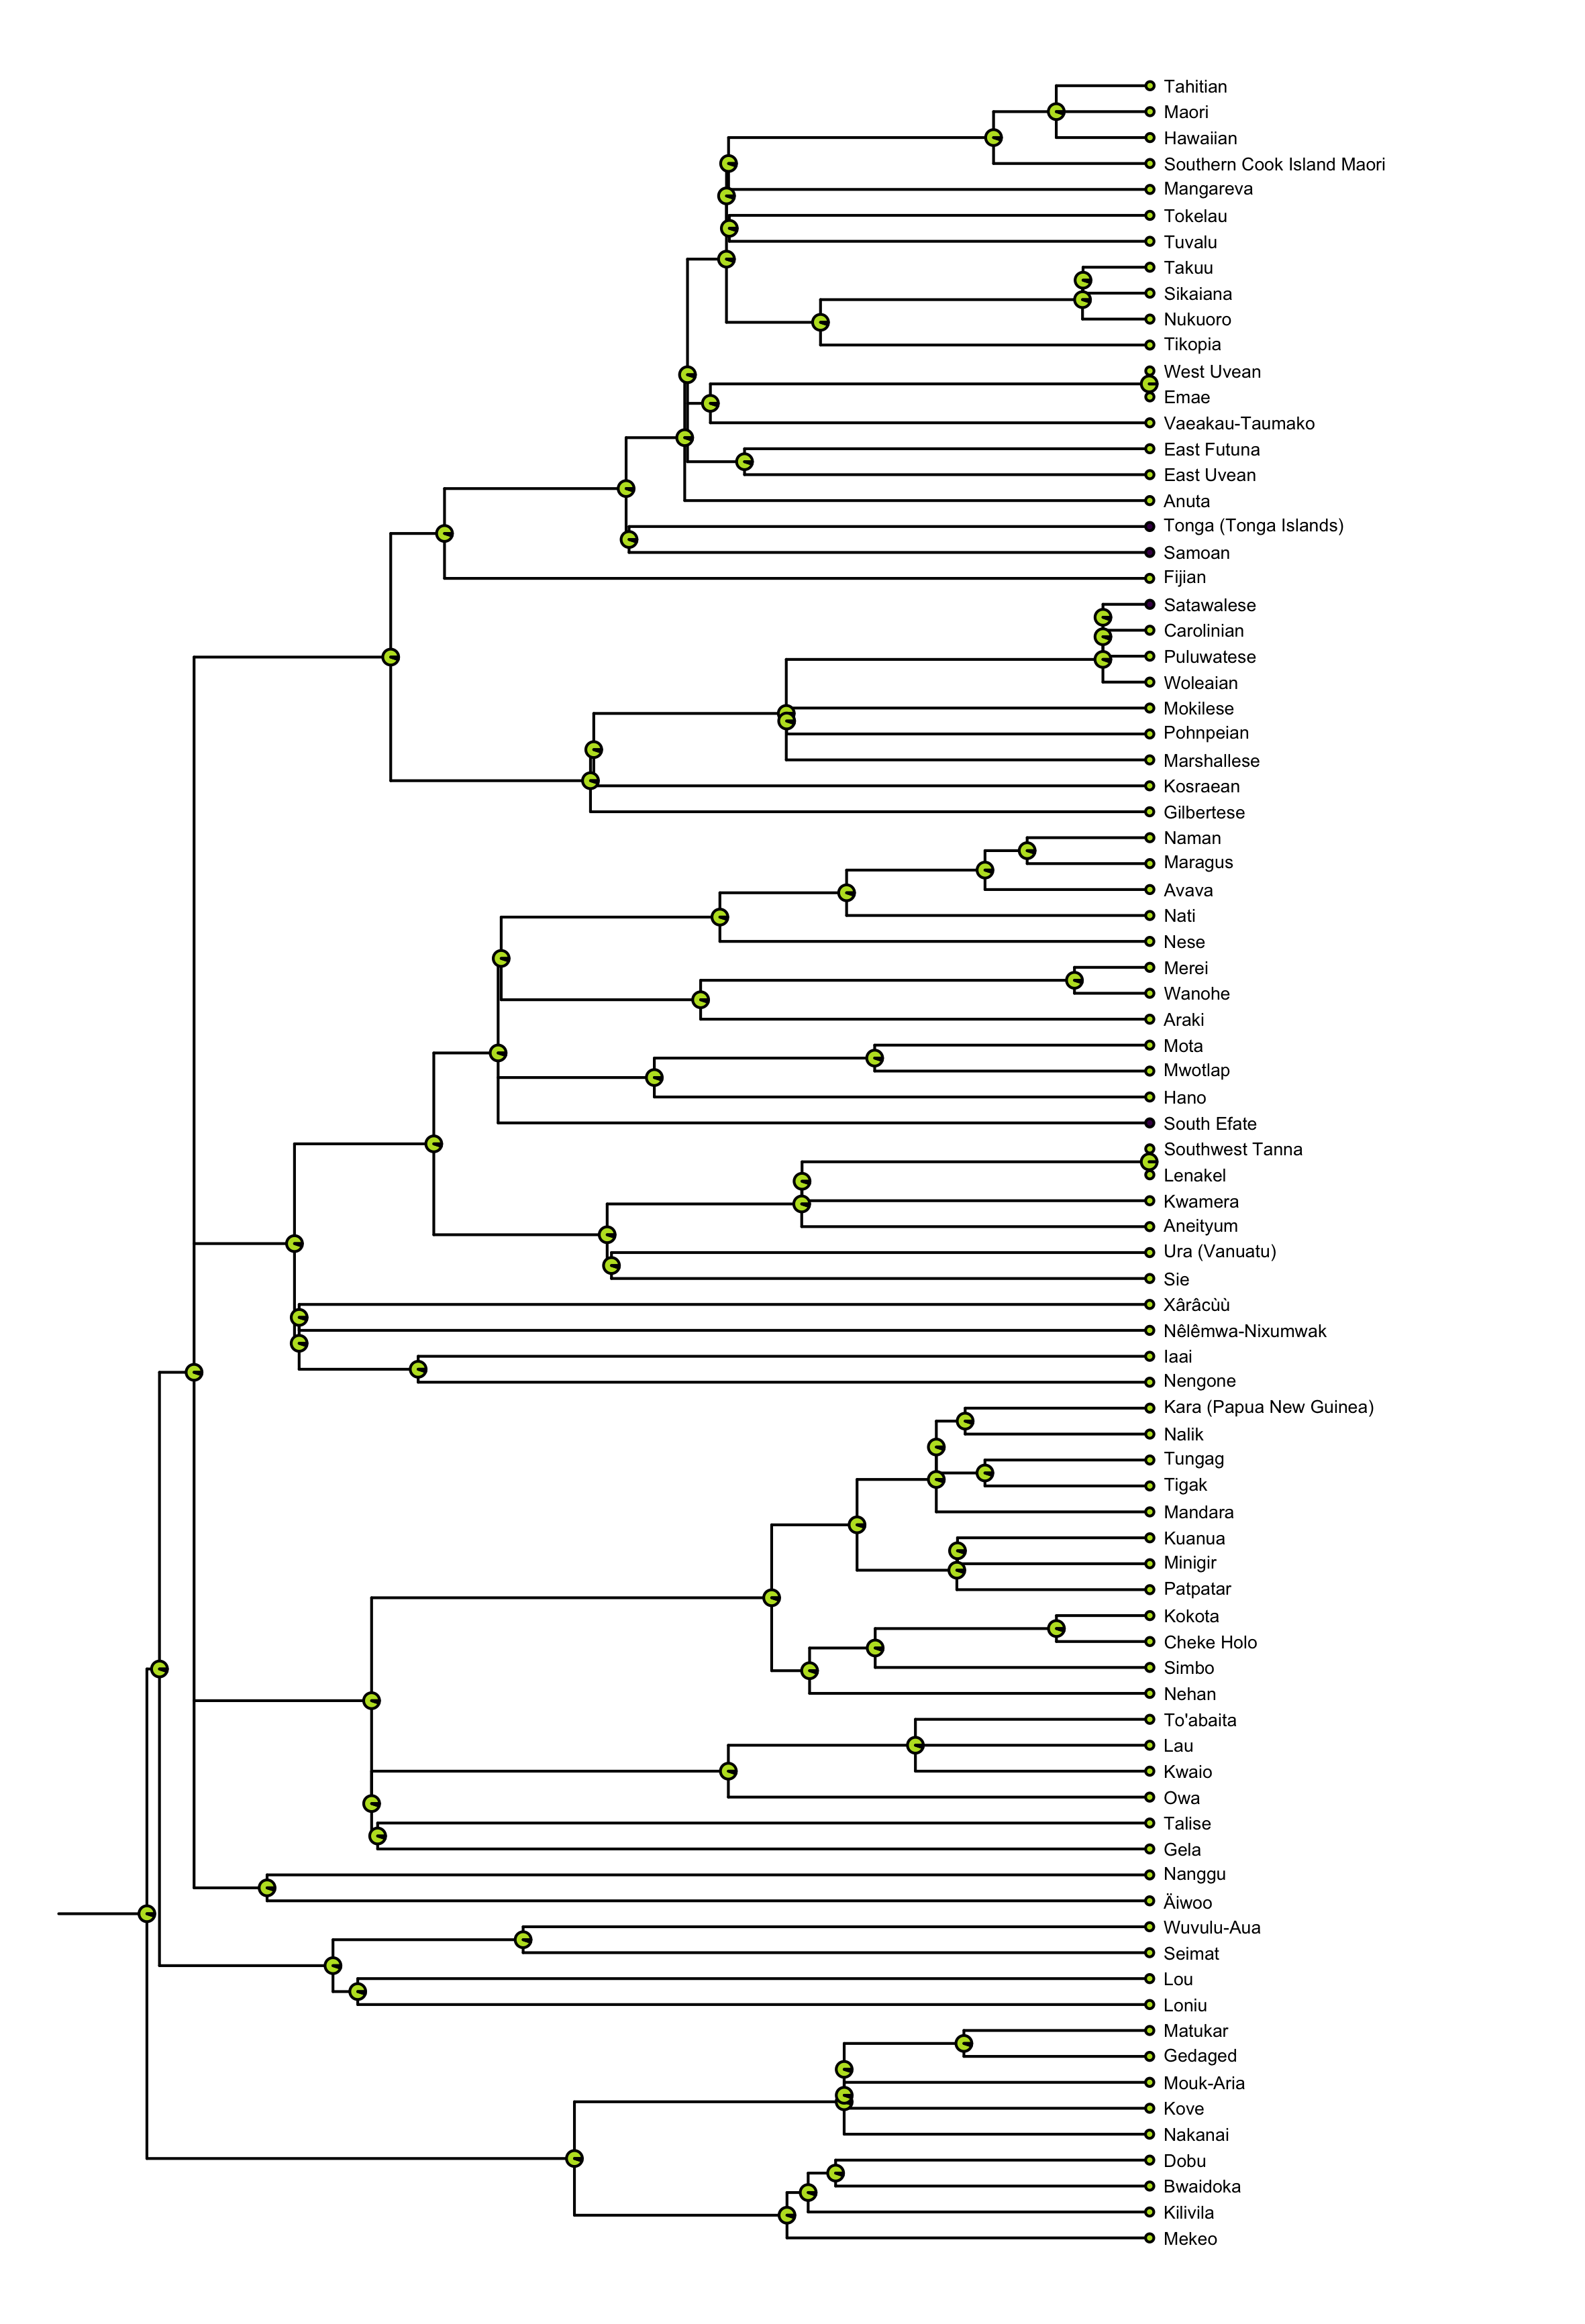 Tahitian
Maori
Hawaiian
Southern Cook Island Maori
Mangareva
Tokelau
Tuvalu
Takuu
Sikaiana
Nukuoro
Tikopia
West Uvean
Emae
Vaeakau-Taumako
East Futuna
East Uvean
Anuta
Tonga (Tonga Islands)
Samoan
Fijian
Satawalese
Carolinian
Puluwatese
Woleaian
Mokilese
Pohnpeian
Marshallese
Kosraean
Gilbertese
Naman
Maragus
Avava
Nati
Nese
Merei
Wanohe
Araki
Mota
Mwotlap
Hano
South Efate
Southwest Tanna
Lenakel
Kwamera
Aneityum
Ura (Vanuatu)
Sie
Xârâcùù
Nêlêmwa-Nixumwak
Iaai
Nengone
Kara (Papua New Guinea)
Nalik
Tungag
Tigak
Mandara
Kuanua
Minigir
Patpatar
Kokota
Cheke Holo
Simbo
Nehan
To'abaita
Lau
Kwaio
Owa
Talise
Gela
Nanggu
Äiwoo
Wuvulu-Aua
Seimat
Lou
Loniu
Matukar
Gedaged
Mouk-Aria
Kove
Nakanai
Dobu
Bwaidoka
Kilivila
Mekeo